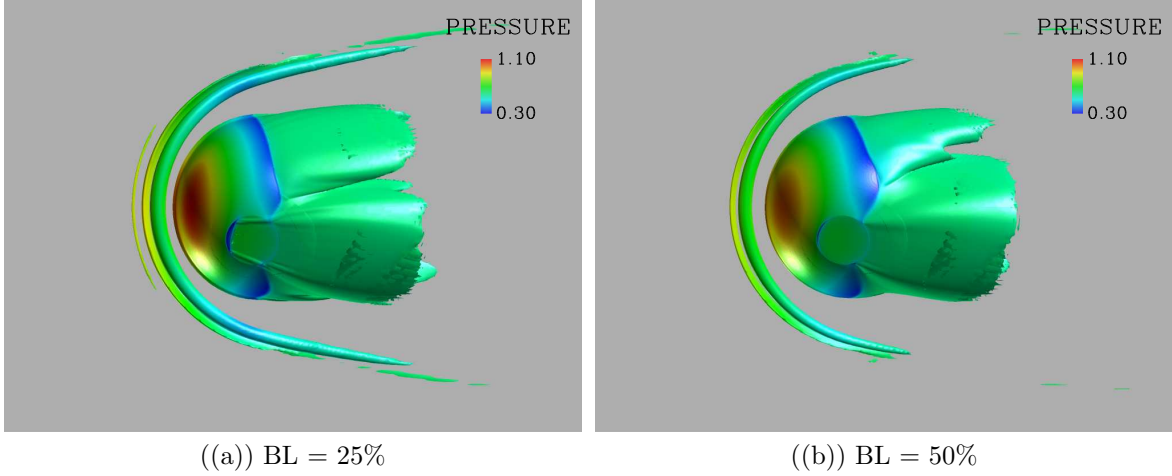 PRESSURE
1.10
0.30
PRESSURE
1.10
0.30
((a)) BL = 25%
((b)) BL = 50%